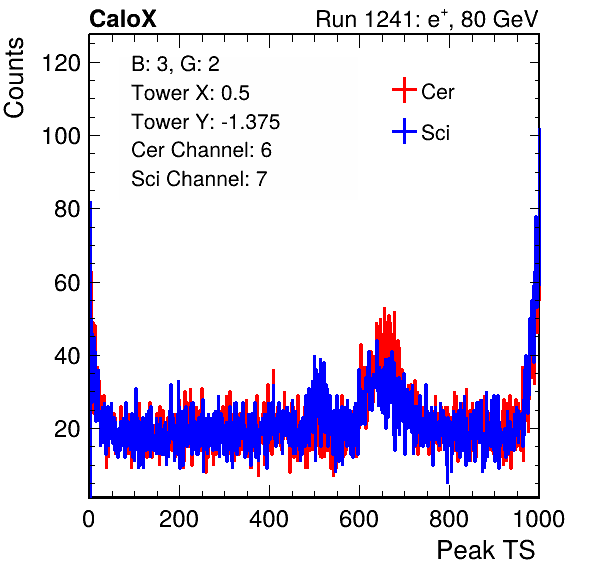 CaloX Run 1241: e⁺, 80 GeV
Counts
120
100
80
60
40
20
B: 3, G: 2
Tower X: 0.5
Tower Y: -1.375
Cer Channel: 6
Sci Channel: 7
Cer
Sci
0 200 400 600 800 1000
Peak TS